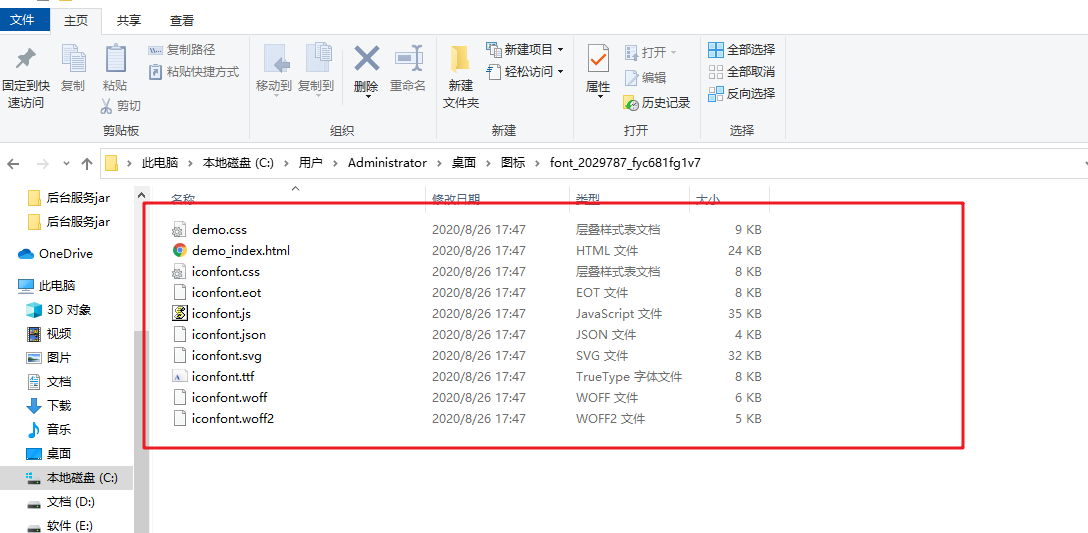 文件 主页 共享 查看
固定到快速访问
复制
粘贴
复制路径
粘贴快捷方式
剪切
移动到
复制到
删除
重命名
新建文件夹
新建项目
轻松访问
属性
打开
编辑
历史记录
全部选择
全部取消
反向选择
剪贴板 组织 新建 打开 选择
此电脑 > 本地磁盘 (C:) > 用户 > Administrator > 桌面 > 图标 > font_2029787_fyc681fg1v7
后台服务jar
后台服务jar
OneDrive
此电脑
3D 对象
视频
图片
文档
下载
音乐
桌面
本地磁盘 (C:)
文档 (D:)
软件 (E:)
名称 修改日期 类型 大小
demo.css 2020/8/26 17:47 层叠样式表文档 9 KB
demo_index.html 2020/8/26 17:47 HTML 文件 24 KB
iconfont.css 2020/8/26 17:47 层叠样式表文档 8 KB
iconfont.eot 2020/8/26 17:47 EOT 文件 8 KB
iconfont.js 2020/8/26 17:47 JavaScript 文件 35 KB
iconfont.json 2020/8/26 17:47 JSON 文件 4 KB
iconfont.svg 2020/8/26 17:47 SVG 文件 32 KB
iconfont.ttf 2020/8/26 17:47 TrueType 字体文件 8 KB
iconfont.woff 2020/8/26 17:47 WOFF 文件 6 KB
iconfont.woff2 2020/8/26 17:47 WOFF2 文件 5 KB